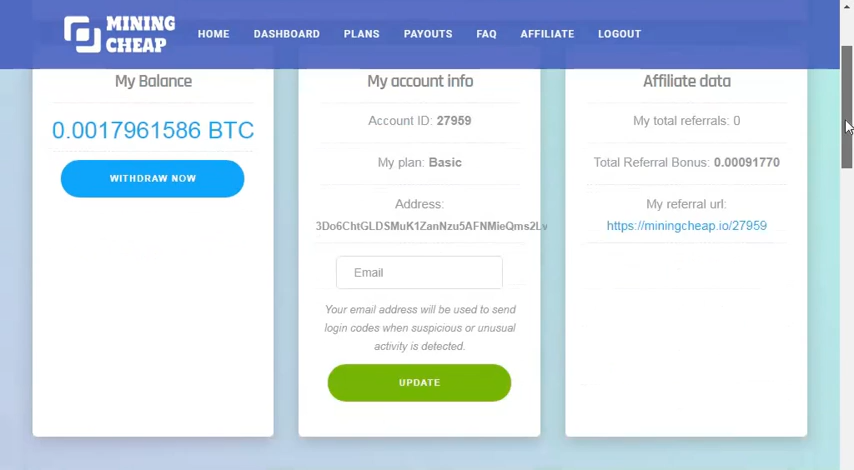 MINING
CHEAP
HOME
DASHBOARD
PLANS
PAYOUTS
FAQ
AFFILIATE
LOGOUT
My Balance
0.0017961586 BTC
WITHDRAW NOW
My account info
Account ID: 27959
My plan: Basic
Address:
3Do6ChtGLDSMuK1ZanNzu5AFNMieQms2Lv
Email
Your email address will be used to send
login codes when suspicious or unusual
activity is detected.
UPDATE
Affiliate data
My total referrals: 0
Total Referral Bonus: 0.00091770
My referral url:
https://miningcheap.io/27959